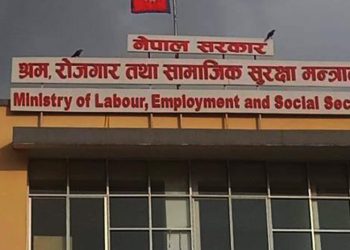 नेपाल सरकार
श्रम, रोजगार तथा सामाजिक सुरक्षा
Ministry of Labour, Employment and Social